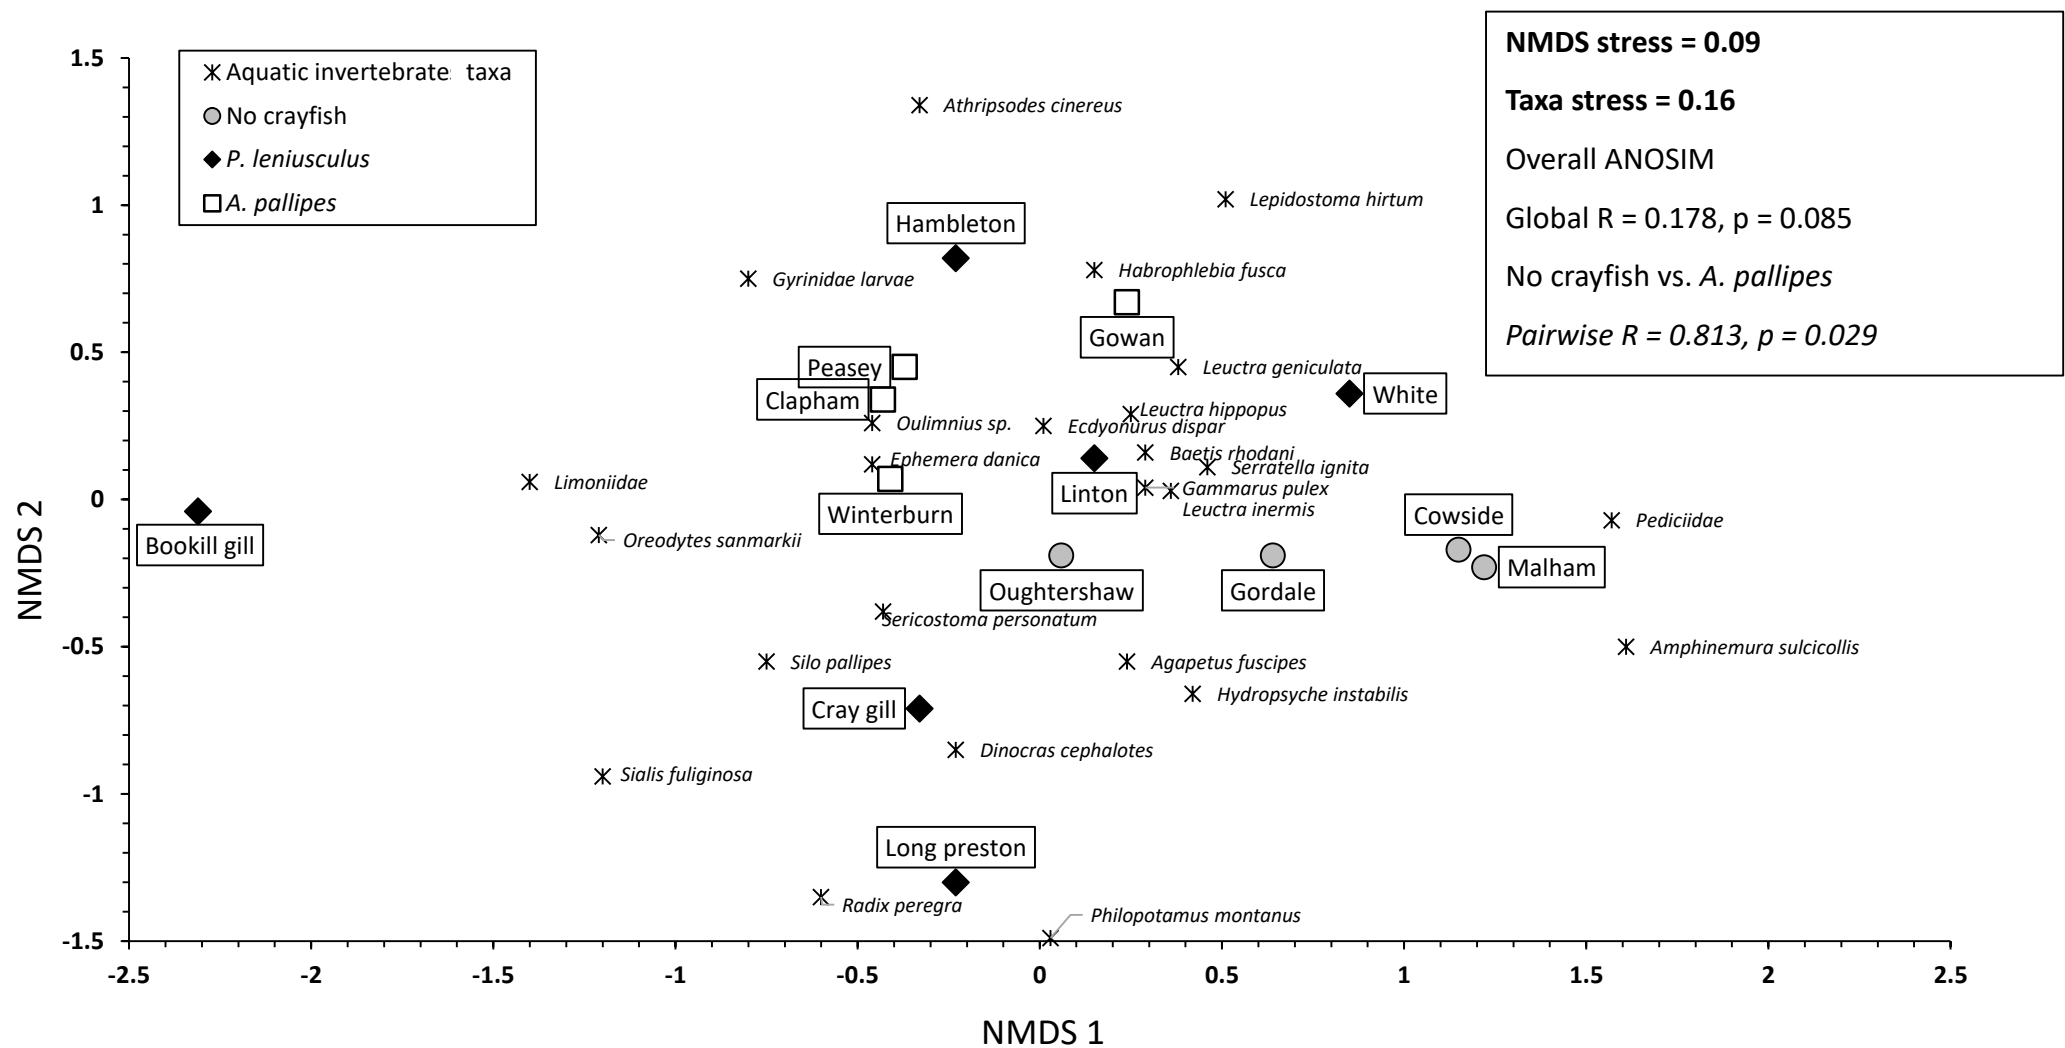 NMDS stress = 0.09
Taxa stress = 0.16
Overall ANOSIM
Global R = 0.178, p = 0.085
No crayfish vs. A. pallipes
Pairwise R = 0.813, p = 0.029
Aquatic invertebrate taxa
No crayfish
P. leniusculus
A. pallipes
1.5
1
0.5
0
-0.5
-1
-1.5
NMDS 2
Athripsodes cinereus
Lepidostoma hirtum
Hambleton
Habrophlebia fusca
Gyrinidae larvae
Gowan
Peasey
Leuctra geniculata
White
Clapham
Leuctra hippopus
Oulimnius sp.
Ecdyonurus dispar
Baetis rhodani
Ephemera danica
Serratella ignita
Limoniidae
Gammarus pulex
Linton
Leuctra inermis
Winterburn
Cowside
Pediciidae
Bookill gill
Oreodytes sanmarkii
Malham
Oughtershaw
Gordale
Sericostoma personatum
Amphinemura sulcicollis
Silo pallipes
Agapetus fuscipes
Hydropsyche instabilis
Cray gill
Dinocras cephalotes
Sialis fuliginosa
Long preston
Radix peregra
Philopotamus montanus
-2.5 -2 -1.5 -1 -0.5 0 0.5 1 1.5 2 2.5
NMDS 1